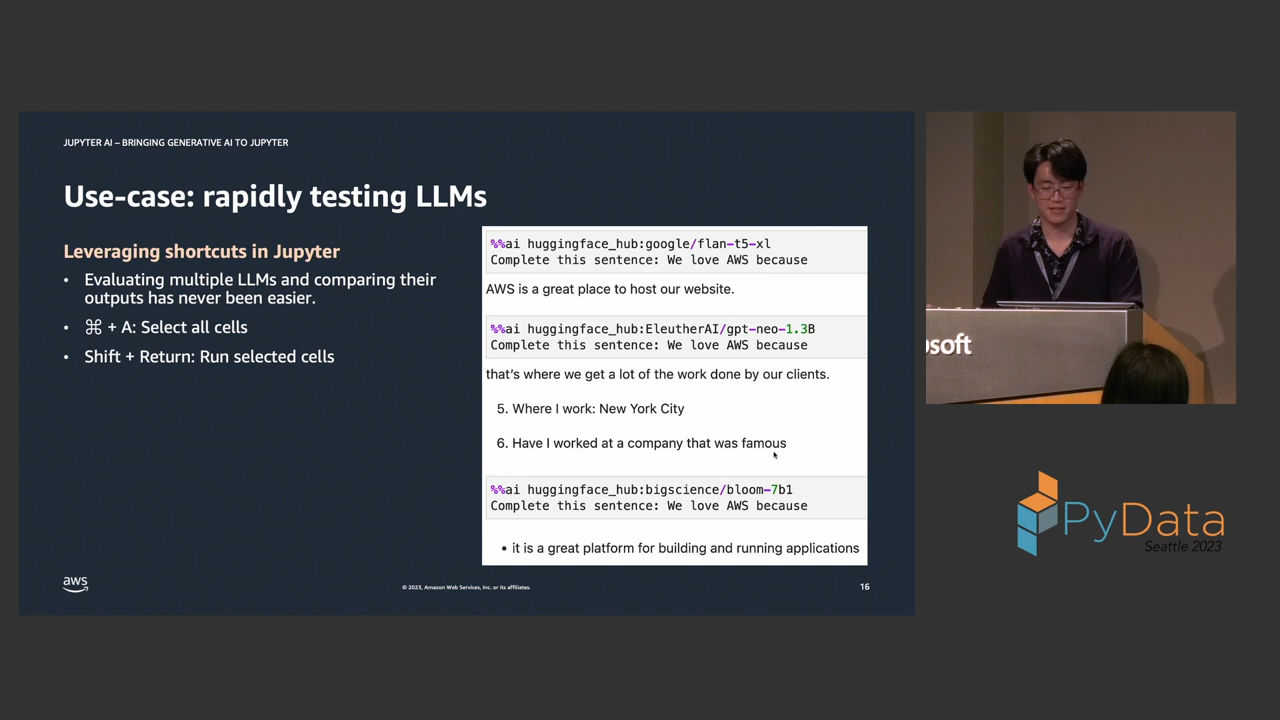 JUPYTER AI – BRINGING GENERATIVE AI TO JUPYTER
Use-case: rapidly testing LLMs
Leveraging shortcuts in Jupyter
• Evaluating multiple LLMs and comparing their
outputs has never been easier.
• ⌘ + A: Select all cells
• Shift + Return: Run selected cells
%%ai huggingface_hub:google/flan-t5-xl
Complete this sentence: We love AWS because
AWS is a great place to host our website.
%%ai huggingface_hub:EleutherAI/gpt-neo-1.3B
Complete this sentence: We love AWS because
that's where we get a lot of the work done by our clients.
5. Where I work: New York City
6. Have I worked at a company that was famous
%%ai huggingface_hub:bigscience/bloom-7b1
Complete this sentence: We love AWS because
• it is a great platform for building and running applications
aws
© 2023, Amazon Web Services, Inc. or its affiliates.
16
osoft
PyData
Seattle 2023